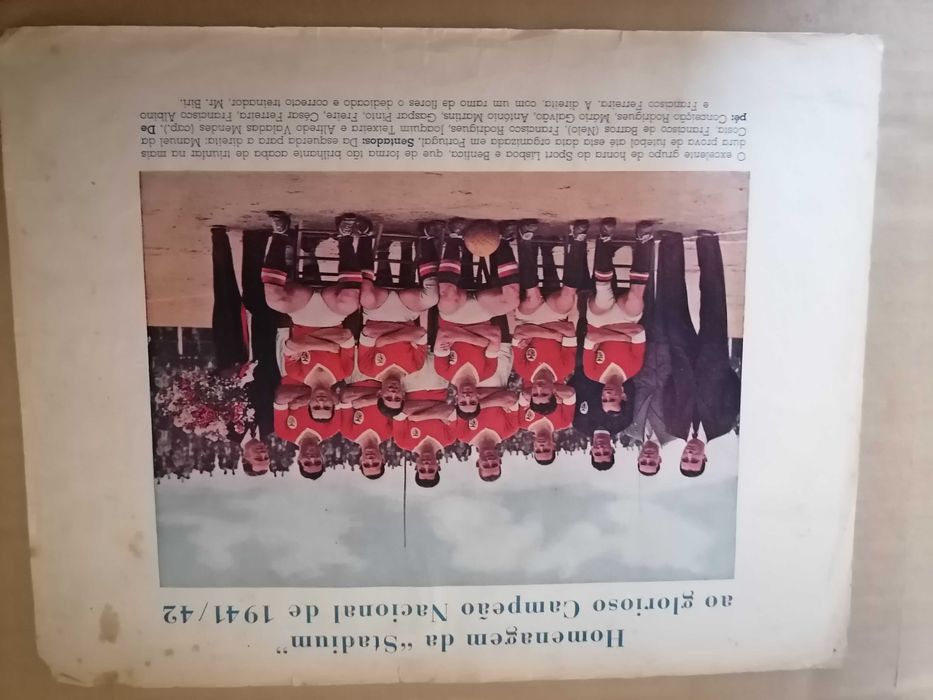 Homenagem da "Stadium"
ao glorioso Campeão Nacional de 1941/42
O excelente grupo de honra do Sport Lisboa e Benfica, que de forma tão brilhante acaba de triunfar na mais
dura prova de futebol até esta data organizada em Portugal. Sentados: Da esquerda para a direita: Manuel da
Costa, Francisco de Barros (Nelo), Francisco Rodrigues, Joaquim Teixeira e Alfredo Valadas Mendes (cap.). De
pé: Conceição Rodrigues, Mário Galvão, António Martins, Gaspar Pinto, Freire, César Ferreira, Francisco Albino
e Francisco Ferreira. À direita, com um ramo de flores o dedicado e correcto treinador, Mr. Biri.